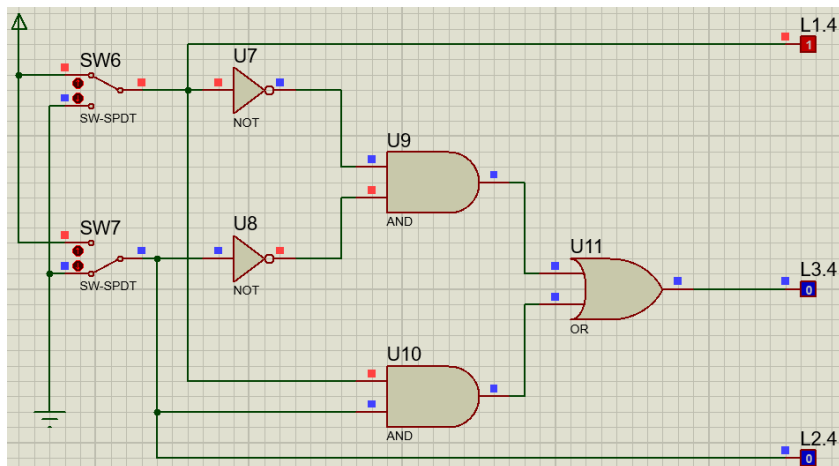 L1.4
1
SW6
SW-SPDT
U7
NOT
U9
AND
SW7
SW-SPDT
U8
NOT
U11
OR
L3.4
0
U10
AND
L2.4
0